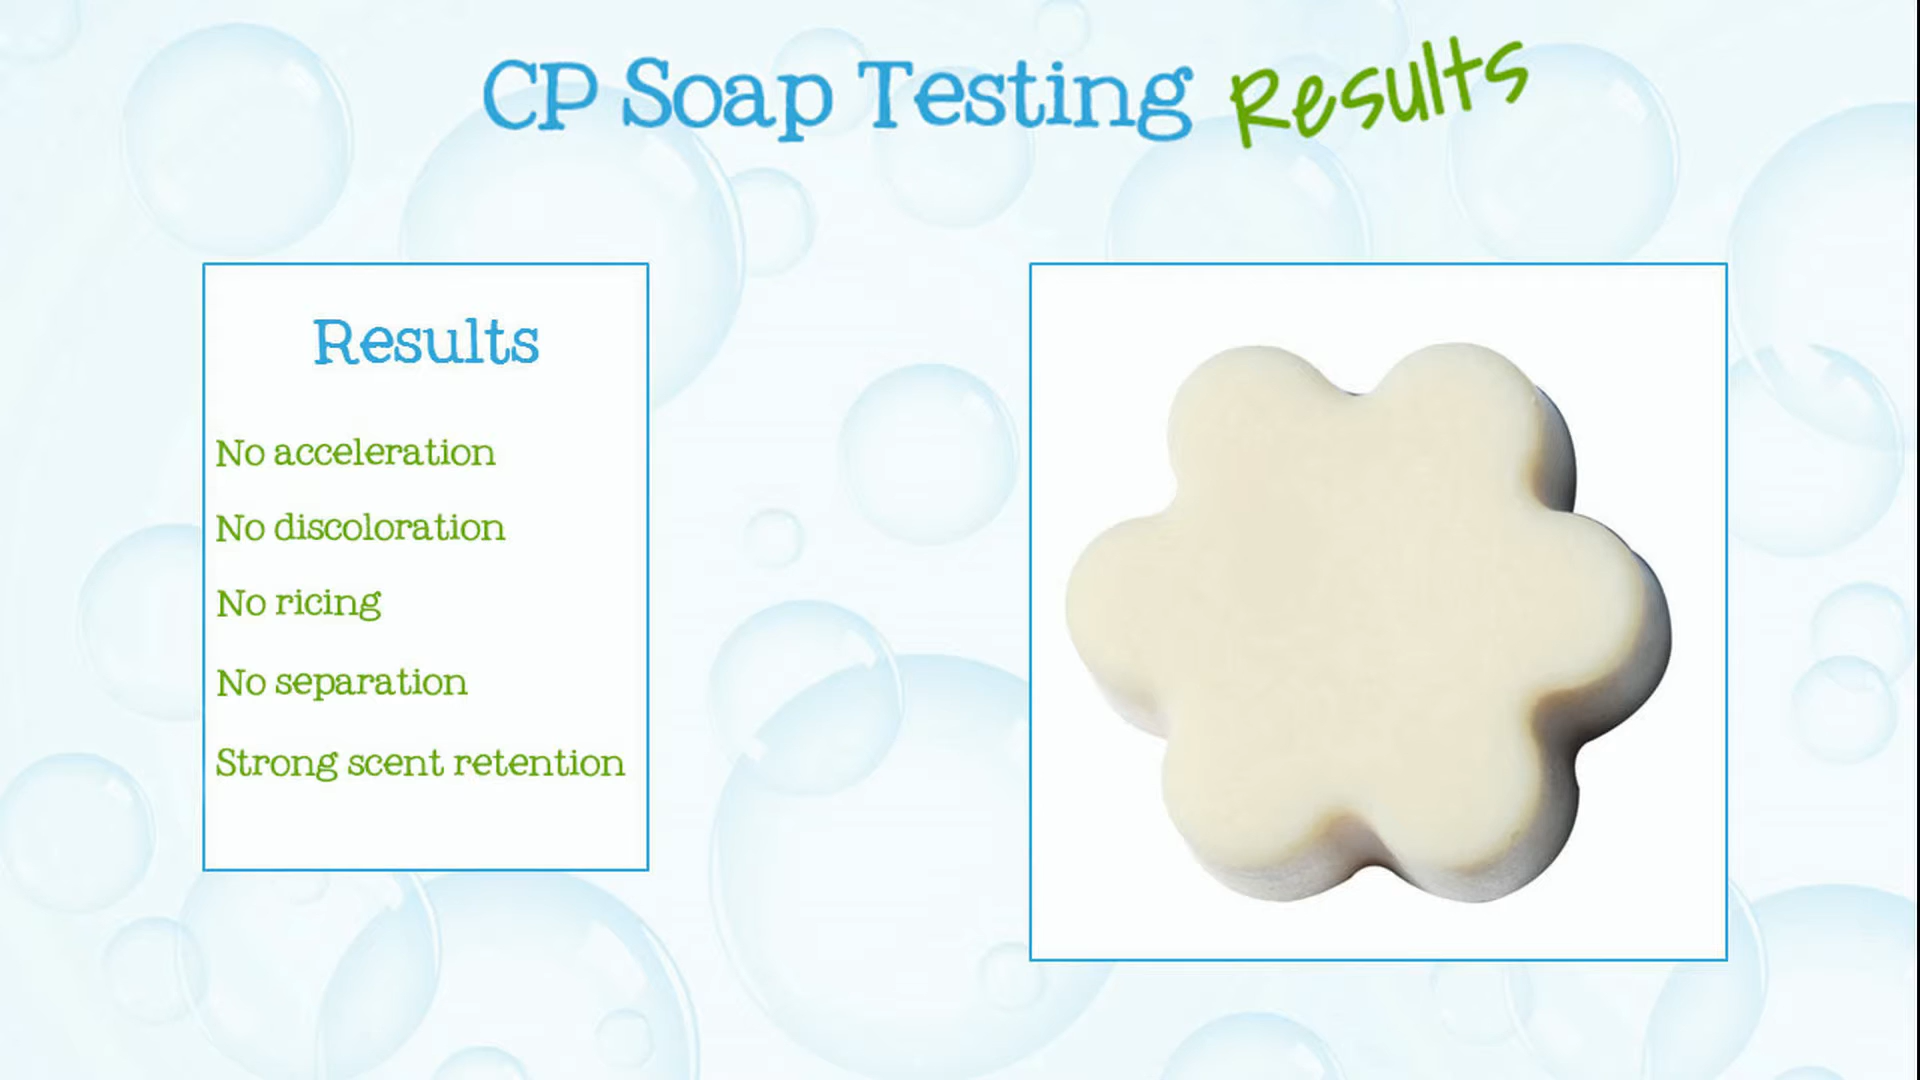 CP Soap Testing Results
Results
No acceleration
No discoloration
No ricing
No separation
Strong scent retention